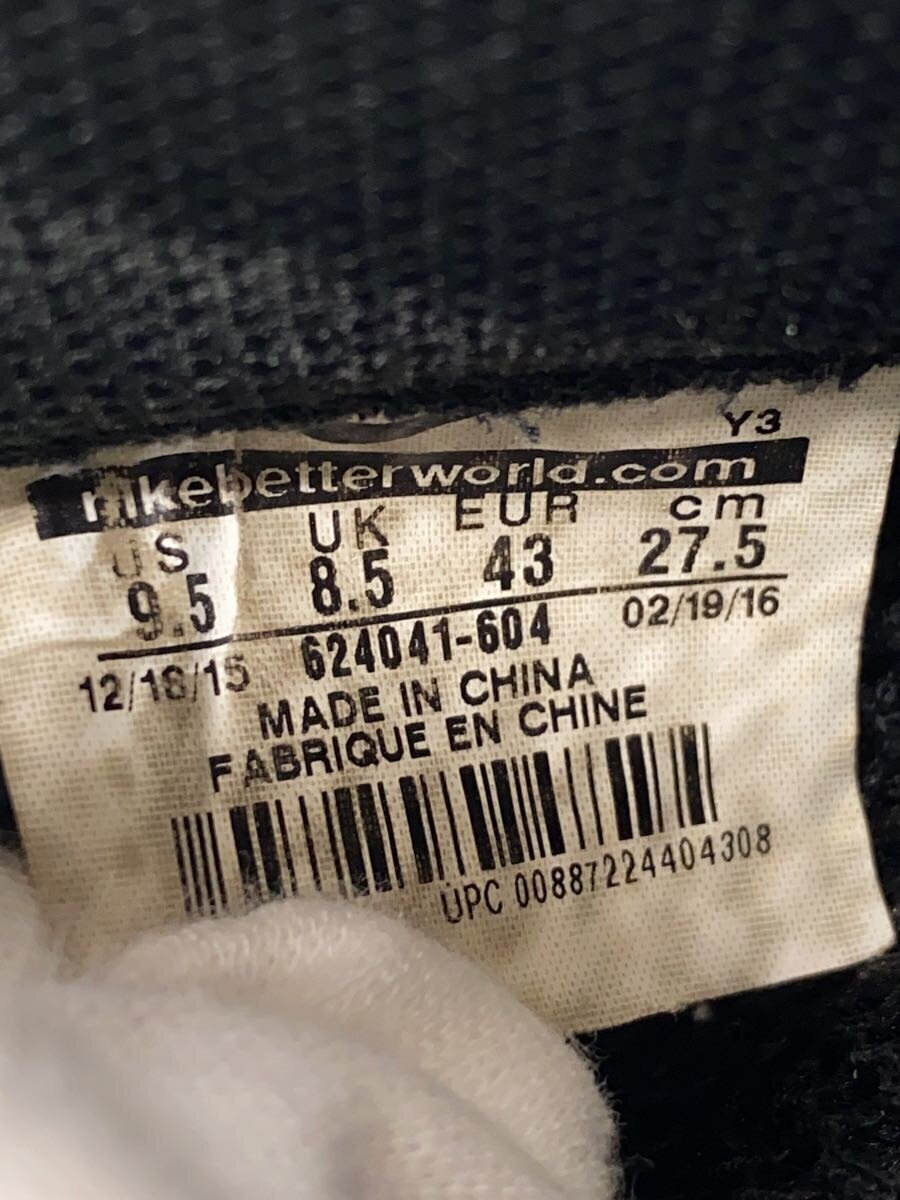 Y3
nikebetterworld.com
US UK EUR cm
9.5 8.5 43 27.5
12/18/15 624041-604 02/19/16
MADE IN CHINA
FABRIQUE EN CHINE
UPC 00887224404308